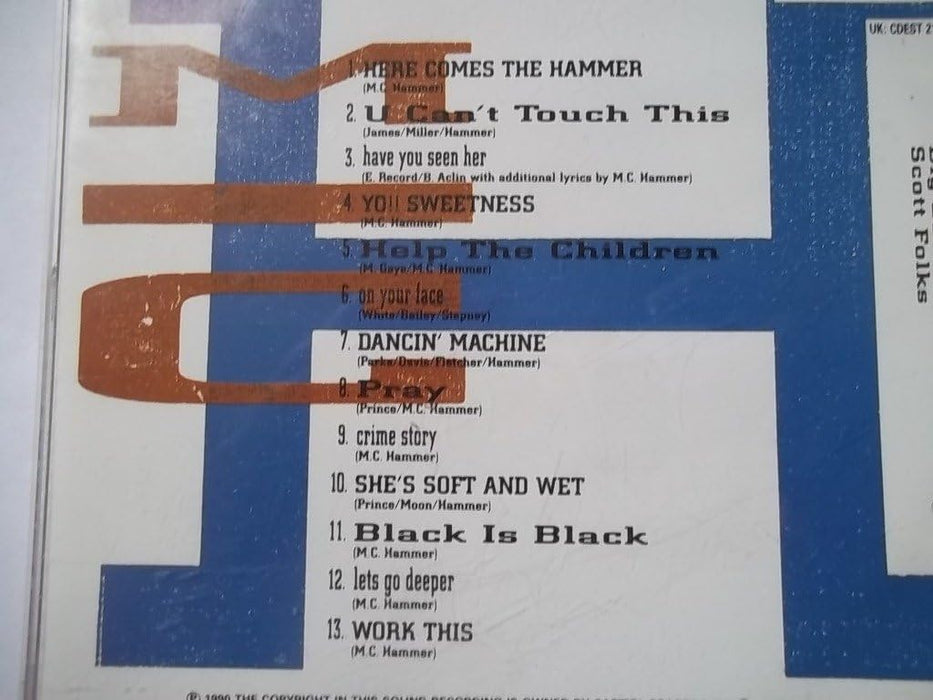 UK: CDEST 2
1. HERE COMES THE HAMMER
(M.C. Hammer)
2. U Can't Touch This
(James/Miller/Hammer)
3. have you seen her
(E. Record/B. Aclin with additional lyrics by M.C. Hammer)
4. YO!! SWEETNESS
(M.C. Hammer)
5. Help The Children
(M. Gaye/M.C. Hammer)
6. on your face
(White/Bailey/Stepney)
7. DANCIN' MACHINE
(Parks/Davis/Fletcher/Hammer)
8. Pray
(Prince/M.C. Hammer)
9. crime story
(M.C. Hammer)
10. SHE'S SOFT AND WET
(Prince/Moon/Hammer)
11. Black Is Black
(M.C. Hammer)
12. lets go deeper
(M.C. Hammer)
13. WORK THIS
(M.C. Hammer)
M
C
H
Scott Folks
℗ 1990 THE COPYRIGHT IN THIS SOUND RECORDING IS OWNED BY